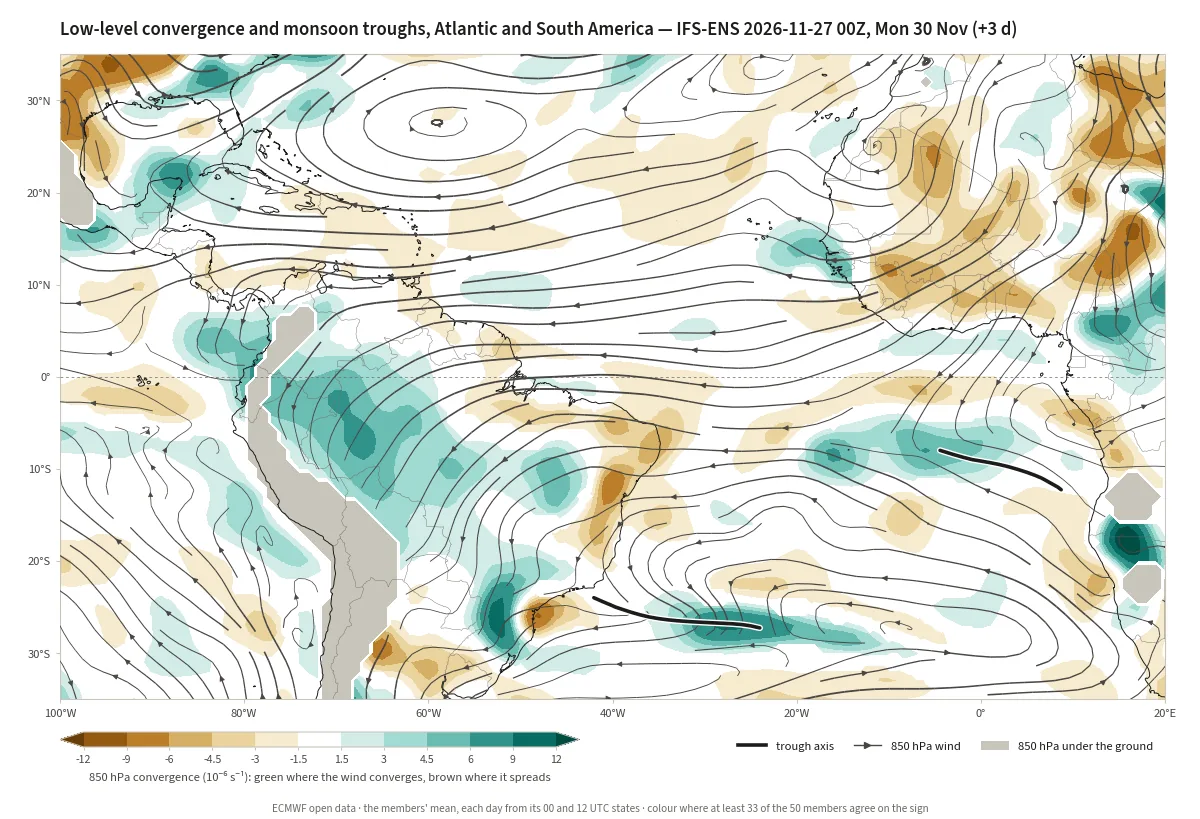 Low-level convergence and monsoon troughs, Atlantic and South America — IFS-ENS 2026-11-27 00Z, Mon 30 Nov (+3 d)
30°N
20°N
10°N
0°
10°S
20°S
30°S
100°W 80°W 60°W 40°W 20°W 0° 20°E
-12 -9 -6 -4.5 -3 -1.5 1.5 3 4.5 6 9 12
850 hPa convergence (10⁻⁶ s⁻¹): green where the wind converges, brown where it spreads
trough axis 850 hPa wind 850 hPa under the ground
ECMWF open data · the members' mean, each day from its 00 and 12 UTC states · colour where at least 33 of the 50 members agree on the sign